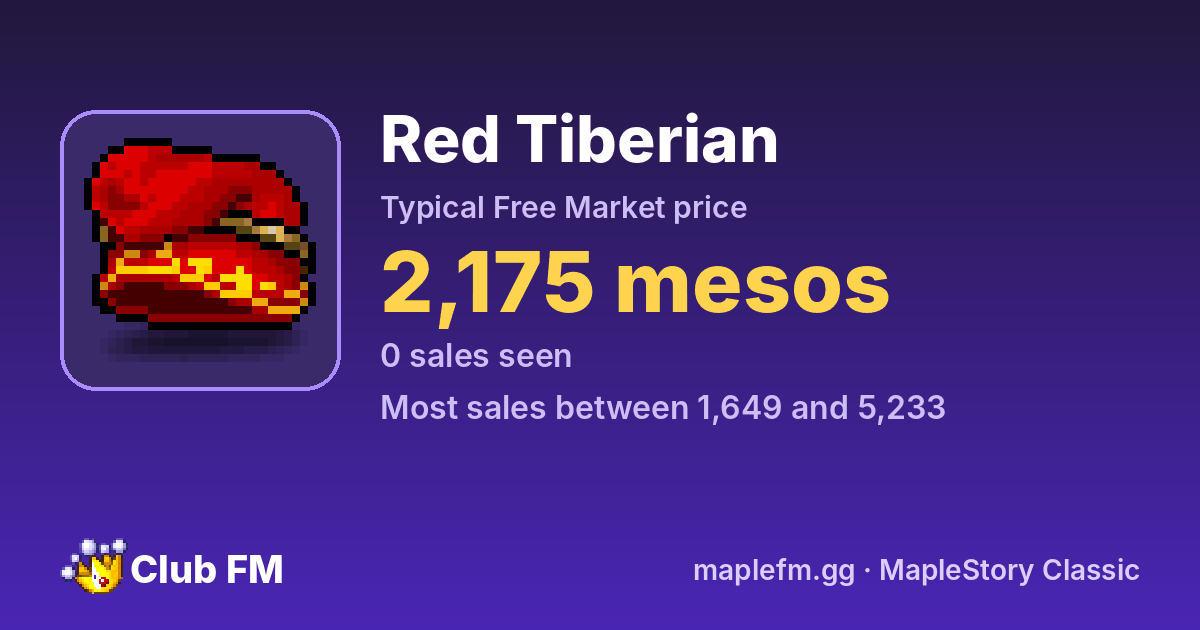 Red Tiberian
Typical Free Market price
2,175 mesos
0 sales seen
Most sales between 1,649 and 5,233
Club FM
maplefm.gg · MapleStory Classic